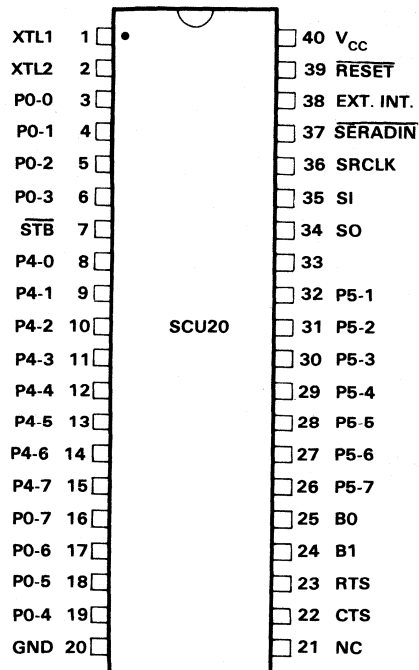 XTL1 1 40 VCC
XTL2 2 39 RESET
P0-0 3 38 EXT. INT.
P0-1 4 37 SERADIN
P0-2 5 36 SRCLK
P0-3 6 35 SI
STB 7 34 SO
P4-0 8 33
P4-1 9 32 P5-1
P4-2 10 SCU20 31 P5-2
P4-3 11 30 P5-3
P4-4 12 29 P5-4
P4-5 13 28 P5-5
P4-6 14 27 P5-6
P4-7 15 26 P5-7
P0-7 16 25 B0
P0-6 17 24 B1
P0-5 18 23 RTS
P0-4 19 22 CTS
GND 20 21 NC